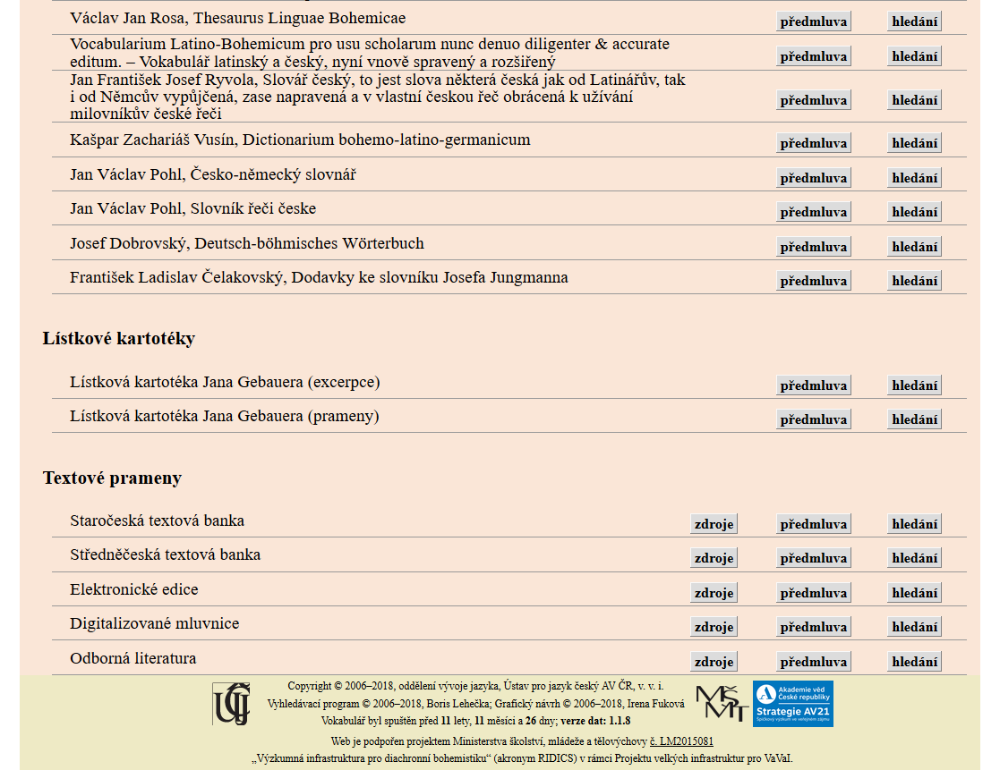 Václav Jan Rosa, Thesaurus Linguae Bohemicae předmluva hledání
Vocabularium Latino-Bohemicum pro usu scholarum nunc denuo diligenter & accurate
editum. – Vokabulář latinský a český, nyní vnově spravený a rozšiřený předmluva hledání
Jan František Josef Ryvola, Slovář český, to jest slova některá česká jak od Latinářův, tak
i od Němcův vypůjčená, zase napravená a v vlastní českou řeč obrácená k užívání
milovníkův české řeči předmluva hledání
Kašpar Zachariáš Vusín, Dictionarium bohemo-latino-germanicum předmluva hledání
Jan Václav Pohl, Česko-německý slovnář předmluva hledání
Jan Václav Pohl, Slovník řeči česke předmluva hledání
Josef Dobrovský, Deutsch-böhmisches Wörterbuch předmluva hledání
František Ladislav Čelakovský, Dodavky ke slovníku Josefa Jungmanna předmluva hledání
Lístkové kartotéky
Lístková kartotéka Jana Gebauera (excerpce) předmluva hledání
Lístková kartotéka Jana Gebauera (prameny) předmluva hledání
Textové prameny
Staročeská textová banka zdroje předmluva hledání
Středněčeská textová banka zdroje předmluva hledání
Elektronické edice zdroje předmluva hledání
Digitalizované mluvnice zdroje předmluva hledání
Odborná literatura zdroje předmluva hledání
Copyright © 2006–2018, oddělení vývoje jazyka, Ústav pro jazyk český AV ČR, v. v. i.
Vyhledávací program © 2006–2018, Boris Lehečka; Grafický návrh © 2006–2018, Irena Fuková
Vokabulář byl spuštěn před 11 lety, 11 měsíci a 26 dny; verze dat: 1.1.8
ÚČJ
MŠMT
Akademie věd
České republiky
Strategie AV21
Špičkový výzkum ve veřejném zájmu
Web je podpořen projektem Ministerstva školství, mládeže a tělovýchovy č. LM2015081
„Výzkumná infrastruktura pro diachronní bohemistiku“ (akronym RIDICS) v rámci Projektu velkých infrastruktur pro VaVaI.